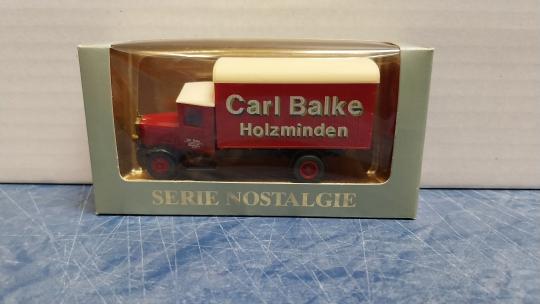 Carl Balke
Holzminden
SERIE NOSTALGIE